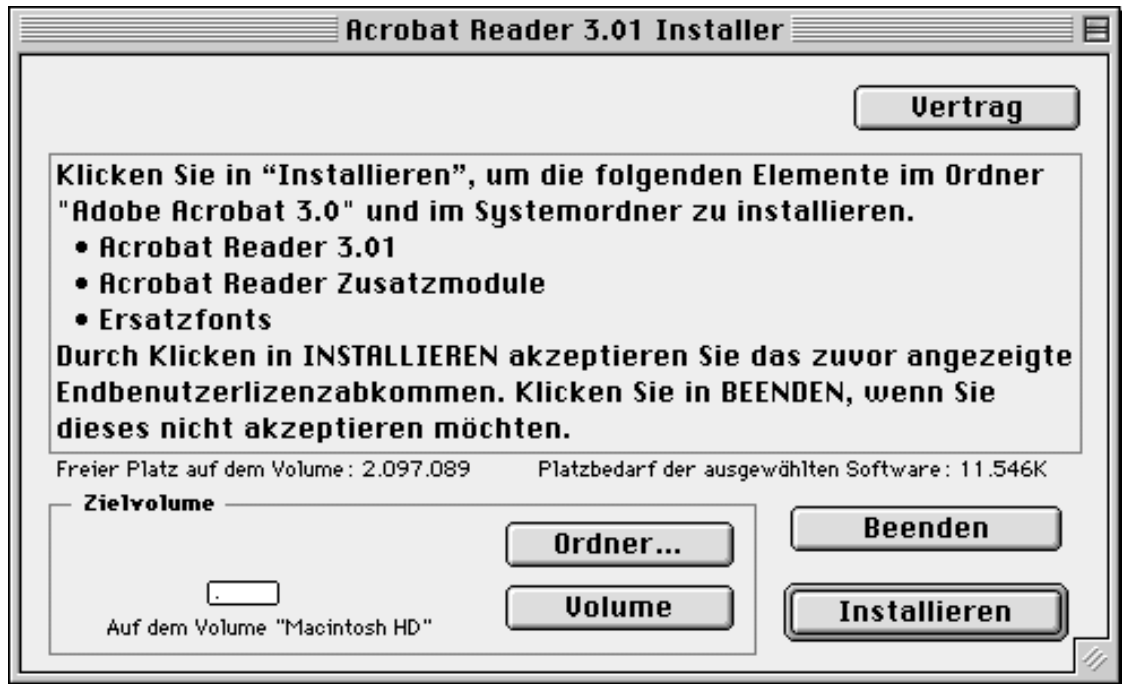 Acrobat Reader 3.01 Installer
Vertrag
Klicken Sie in “Installieren”, um die folgenden Elemente im Ordner
"Adobe Acrobat 3.0" und im Systemordner zu installieren.
• Acrobat Reader 3.01
• Acrobat Reader Zusatzmodule
• Ersatzfonts
Durch Klicken in INSTALLIEREN akzeptieren Sie das zuvor angezeigte
Endbenutzerlizenzabkommen. Klicken Sie in BEENDEN, wenn Sie
dieses nicht akzeptieren möchten.
Freier Platz auf dem Volume: 2.097.089 Platzbedarf der ausgewählten Software: 11.546K
Zielvolume
Ordner...
Beenden
Volume
Installieren
Auf dem Volume "Macintosh HD"